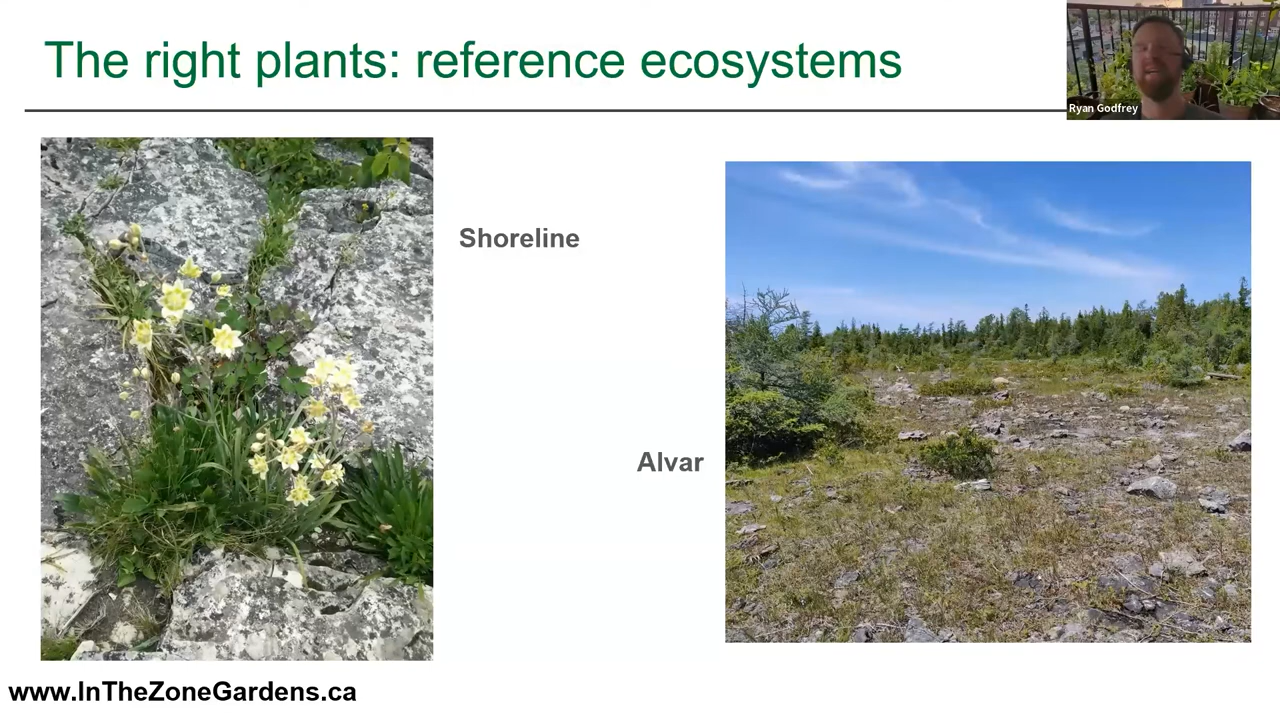 The right plants: reference ecosystems
Ryan Godfrey
Shoreline
Alvar
www.InTheZoneGardens.ca